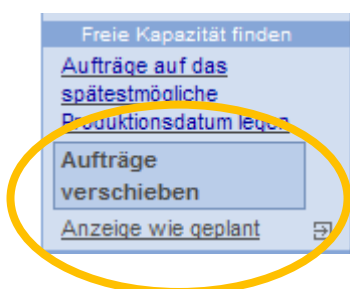 Freie Kapazität finden
Aufträge auf das
spätestmögliche
Produktionsdatum legen
Aufträge
verschieben
Anzeige wie geplant